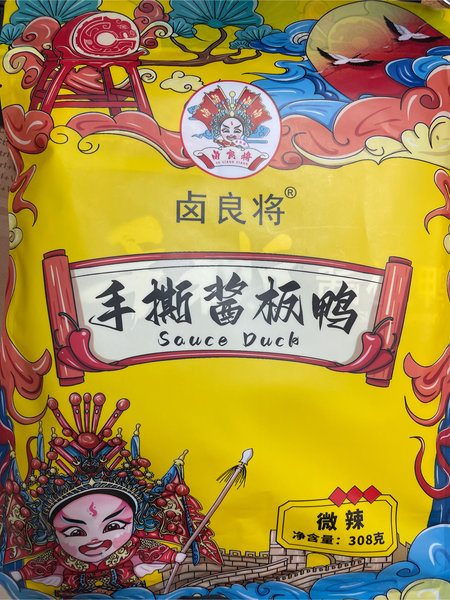 卤良将
卤良将®
手撕酱板鸭
Sauce Duck
微辣
净含量：308克